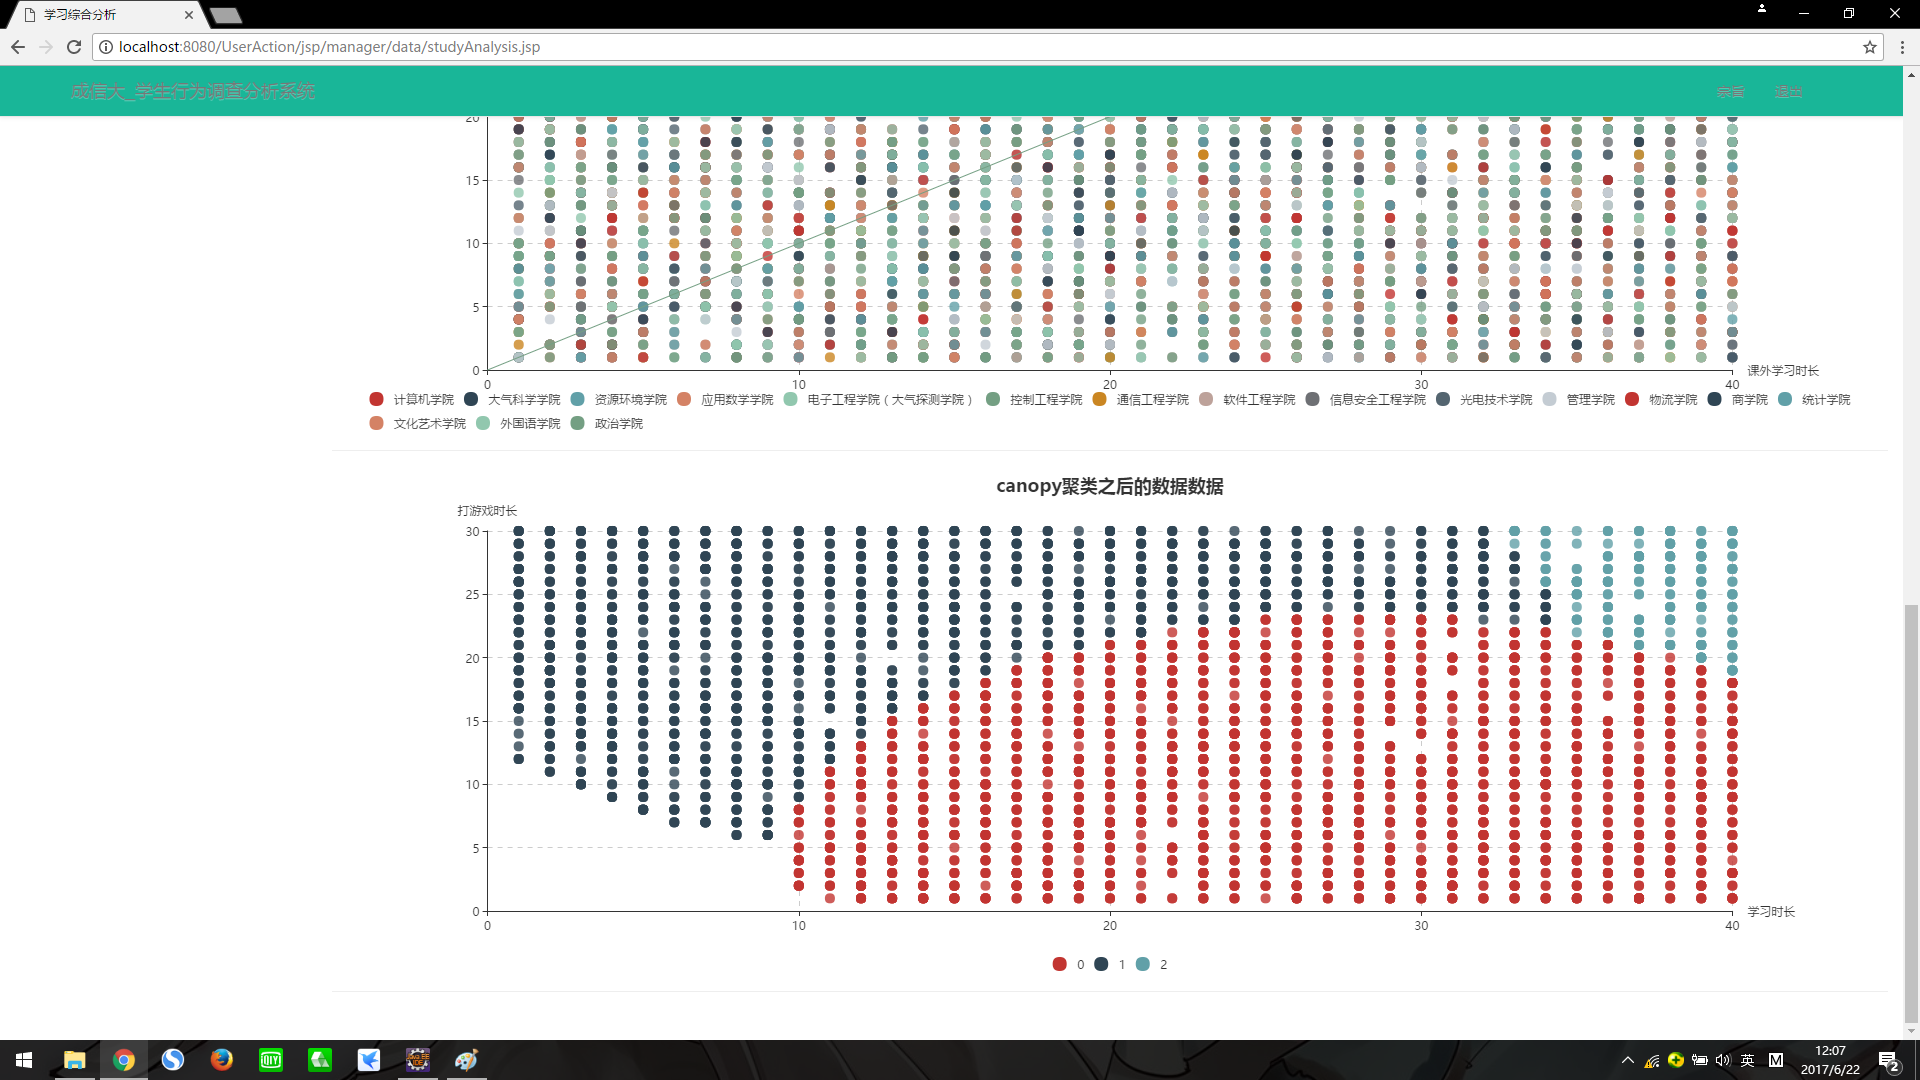 学习综合分析
localhost:8080/UserAction/jsp/manager/data/studyAnalysis.jsp
成信大_学生行为调查分析系统
退出
20
15
10
5
0
0 10 20 30 40
课外学习时长
计算机学院 大气科学学院 资源环境学院 应用数学学院 电子工程学院（大气探测学院） 控制工程学院 通信工程学院 软件工程学院 信息安全工程学院 光电技术学院 管理学院 物流学院 商学院 统计学院
文化艺术学院 外国语学院 政治学院
canopy聚类之后的数据数据
打游戏时长
30
25
20
15
10
5
0
0 10 20 30 40
学习时长
0 1 2
DIY
Java EE
IDE
英
M
12:07
2017/6/22
2